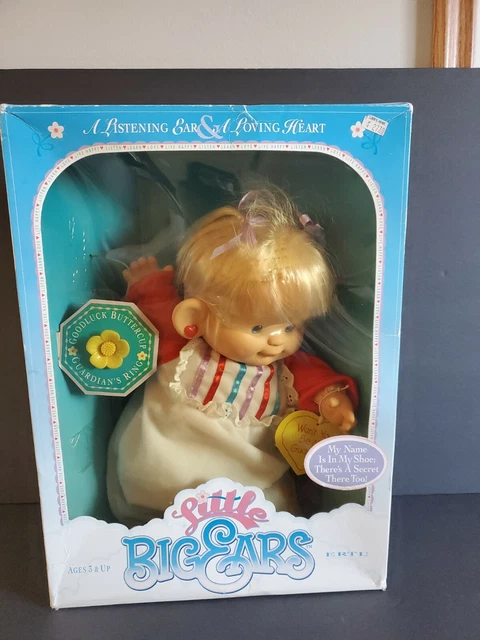 A Listening Ear & A Loving Heart
Goodluck Buttercup
Guardian's Ring
My Name
Is In My Shoe:
There's A Secret
There Too!
Little
Big Ears™
AGES 3 & UP
ERTL